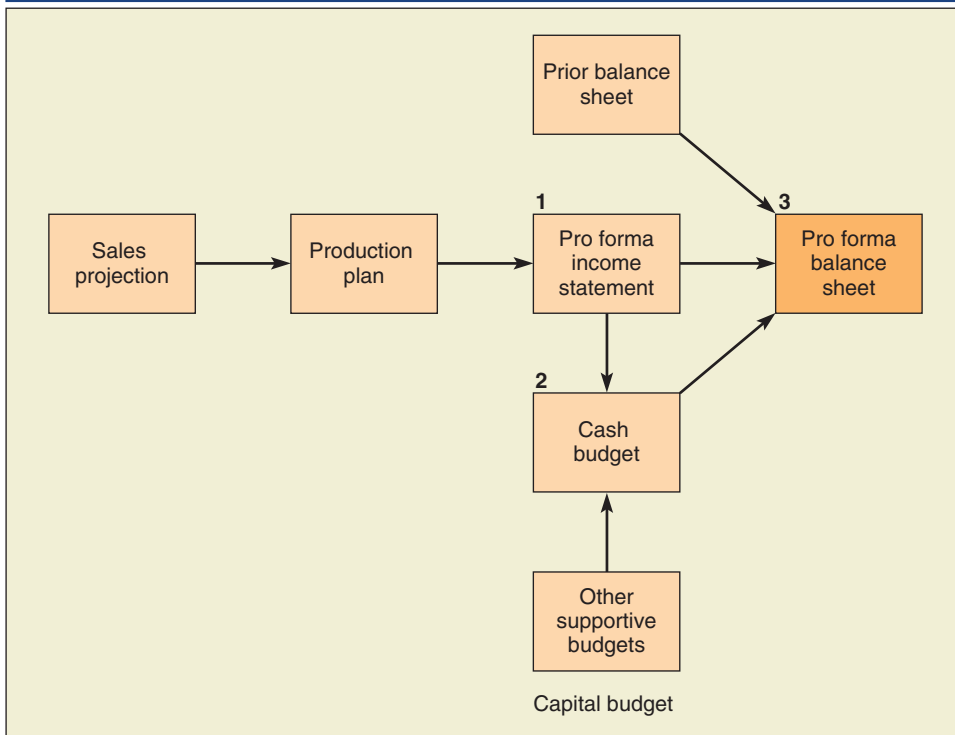 Prior balance
sheet
1
3
Sales
projection
Production
plan
Pro forma
income
statement
Pro forma
balance
sheet
2
Cash
budget
Other
supportive
budgets
Capital budget